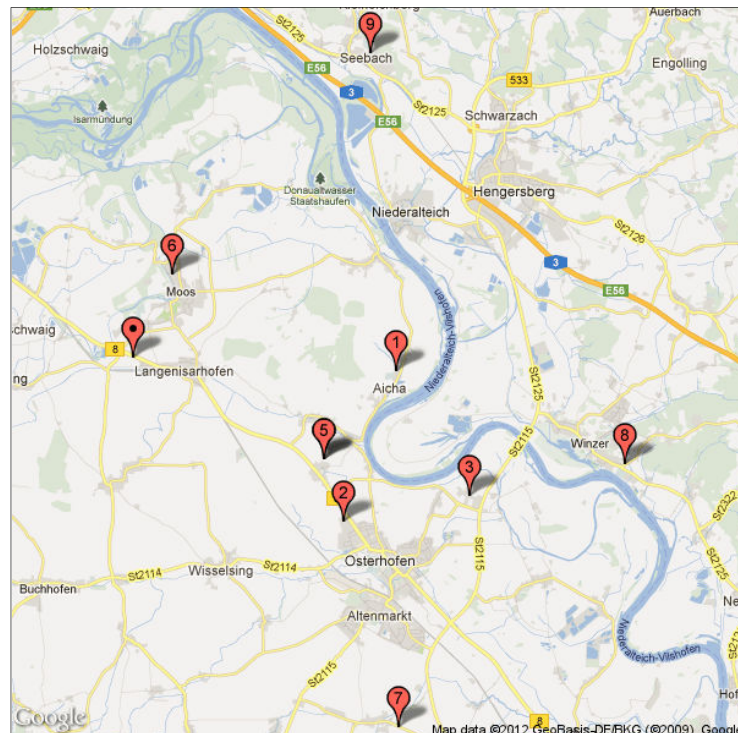 Auerbach
St2125
9
Holzschwaig
Seebach
E56
Engolling
533
3
Isarmündung
St2125
Schwarzach
E56
Donaualtwasser
Staatshaufen
Hengersberg
Niederalteich
St2126
6
3
Moos
E56
schwaig
8
1
Niederalteich-Vilshofen
Langenisarhofen
ng
Aicha
St2125
St2115
5
Winzer
8
3
2
St2322
St2115
St2125
Osterhofen
St2114
St2114
Wisselsing
Buchhofen
Ne
Altenmarkt
Niederalteich-Vilshofen
St2115
Hof
7
8
Google
Map data ©2012 GeoBasis-DE/BKG (©2009), Google